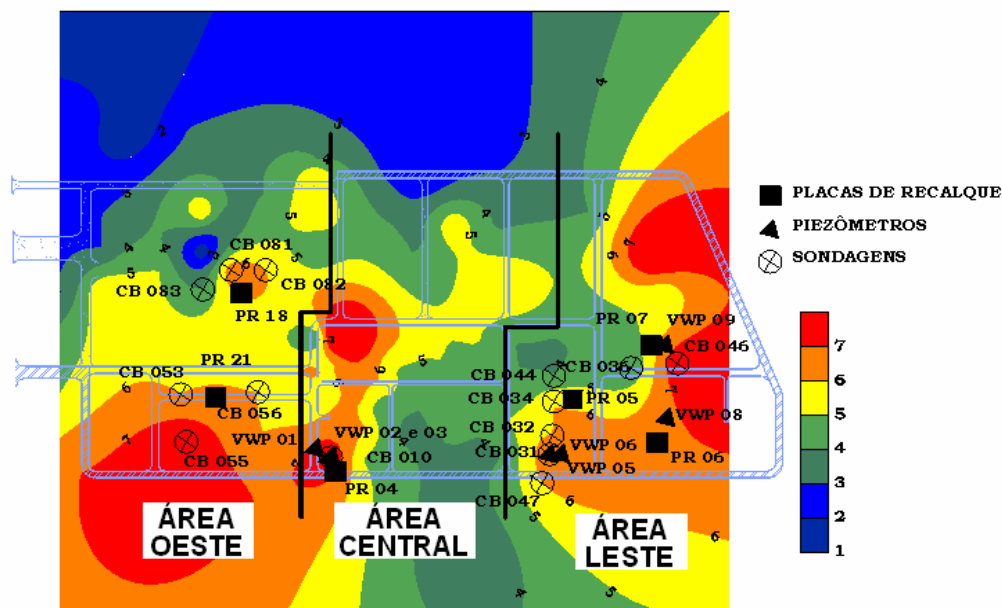 PLACAS DE RECALQUE
PIEZÔMETROS
SONDAGENS
7
6
5
4
3
2
1
CB 081
CB 082
CB 083
PR 18
PR 21
CB 053
CB 056
CB 055
VWP 01
VWP 02 e 03
CB 010
PR 04
PR 07
VWP 09
CB 046
CB 036
CB 044
CB 034
PR 05
VWP 08
CB 032
CB 031
VWP 06
VWP 05
PR 06
CB 047
ÁREA
OESTE
ÁREA
CENTRAL
ÁREA
LESTE